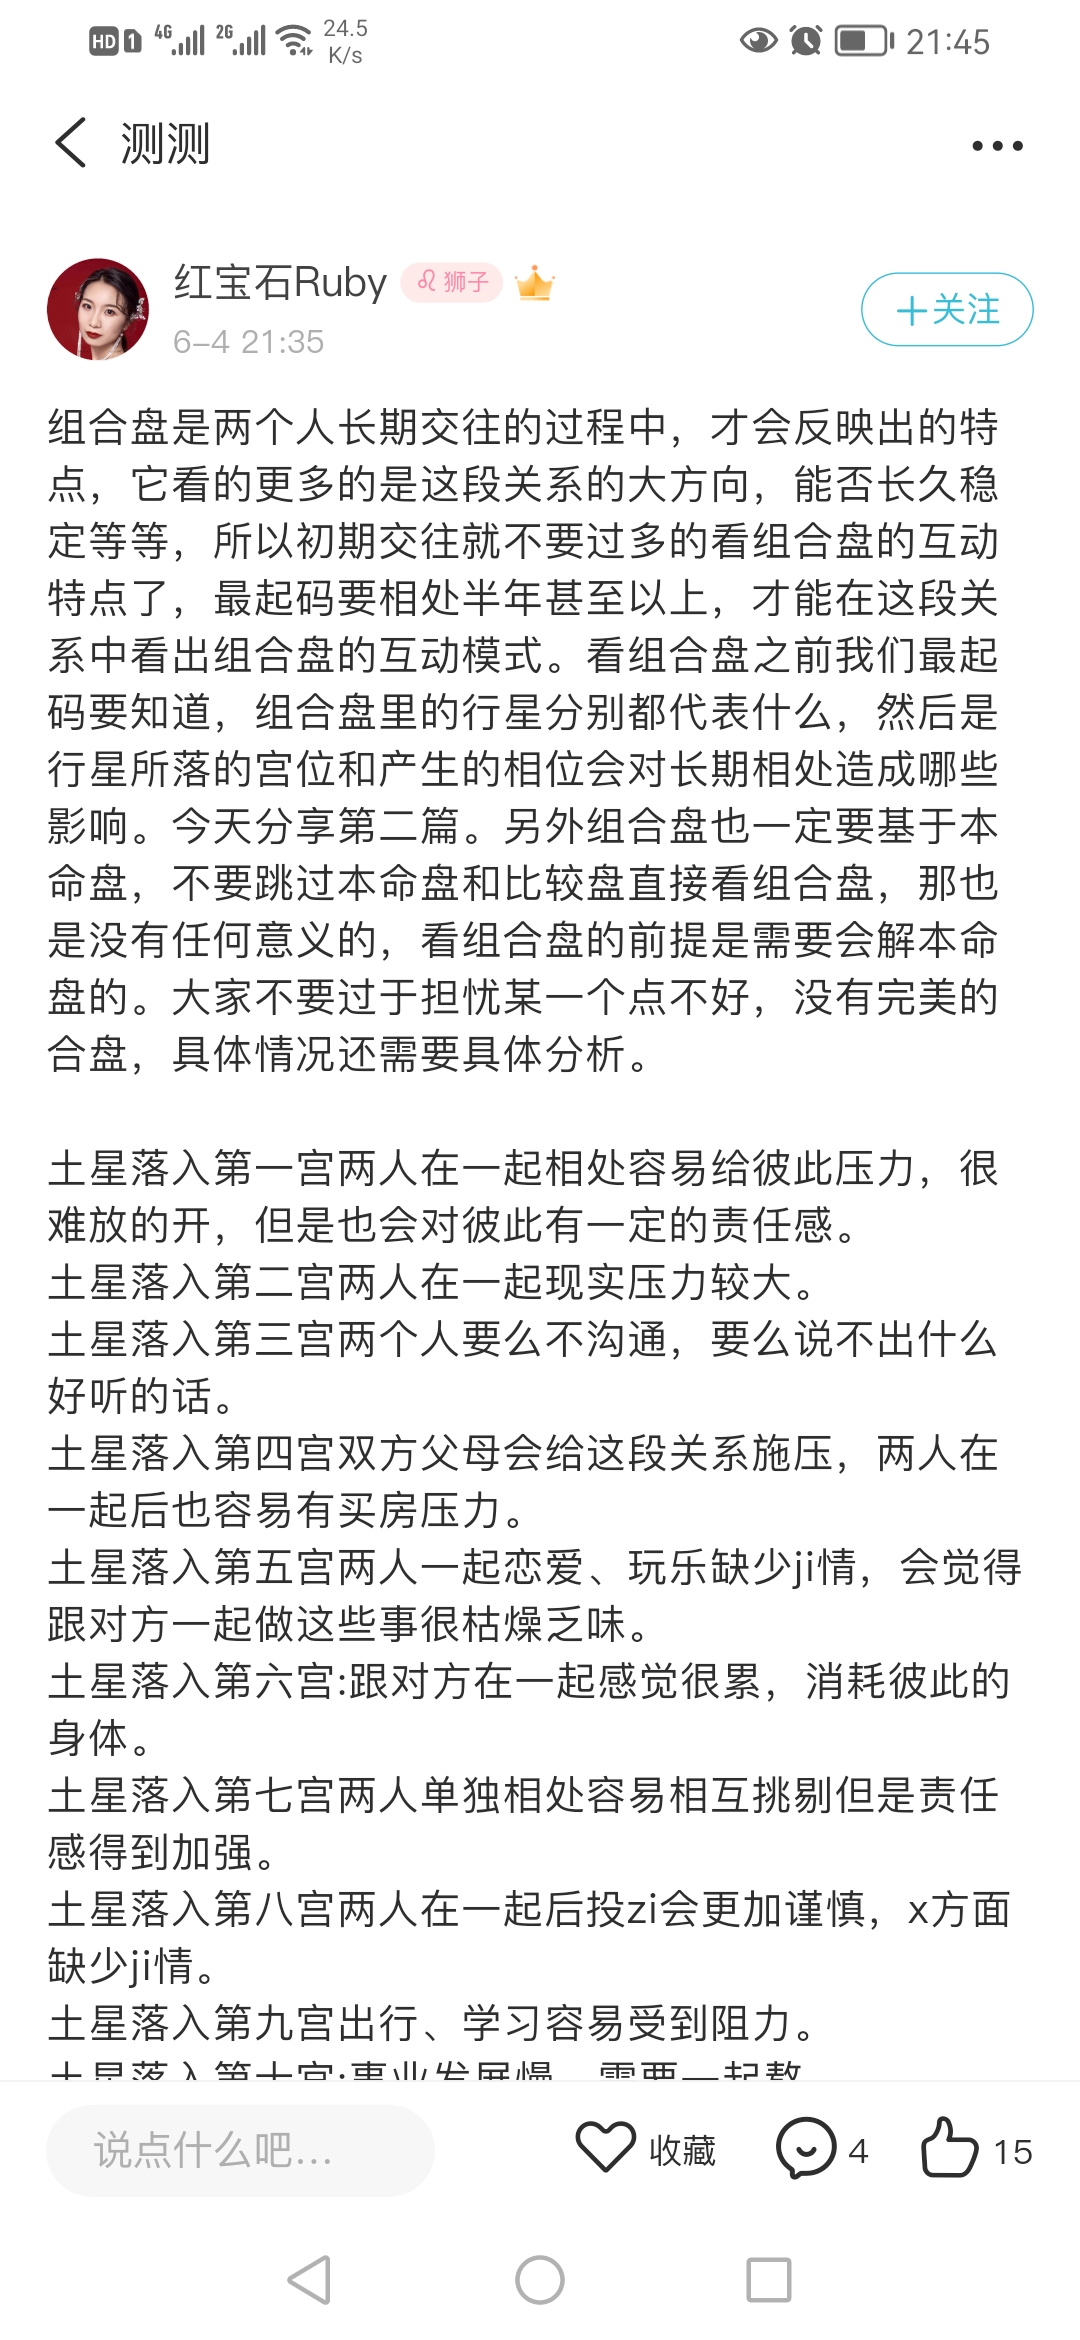 HD 1 4G 2G 24.5 K/s 21:45
测测
红宝石Ruby 狮子
6-4 21:35
+关注
组合盘是两个人长期交往的过程中，才会反映出的特
点，它看的更多的是这段关系的大方向，能否长久稳
定等等，所以初期交往就不要过多的看组合盘的互动
特点了，最起码要相处半年甚至以上，才能在这段关
系中看出组合盘的互动模式。看组合盘之前我们最起
码要知道，组合盘里的行星分别都代表什么，然后是
行星所落的宫位和产生的相位会对长期相处造成哪些
影响。今天分享第二篇。另外组合盘也一定要基于本
命盘，不要跳过本命盘和比较盘直接看组合盘，那也
是没有任何意义的，看组合盘的前提是需要会解本命
盘的。大家不要过于担忧某一个点不好，没有完美的
合盘，具体情况还需要具体分析。
土星落入第一宫两人在一起相处容易给彼此压力，很
难放的开，但是也会对彼此有一定的责任感。
土星落入第二宫两人在一起现实压力较大。
土星落入第三宫两个人要么不沟通，要么说不出什么
好听的话。
土星落入第四宫双方父母会给这段关系施压，两人在
一起后也容易有买房压力。
土星落入第五宫两人一起恋爱、玩乐缺少ji情，会觉得
跟对方一起做这些事很枯燥乏味。
土星落入第六宫:跟对方在一起感觉很累，消耗彼此的
身体。
土星落入第七宫两人单独相处容易相互挑剔但是责任
感得到加强。
土星落入第八宫两人在一起后投zi会更加谨慎，x方面
缺少ji情。
土星落入第九宫出行、学习容易受到阻力。
土星落入第十宫:事业发展慢，需要一起熬
说点什么吧... 收藏 4 15